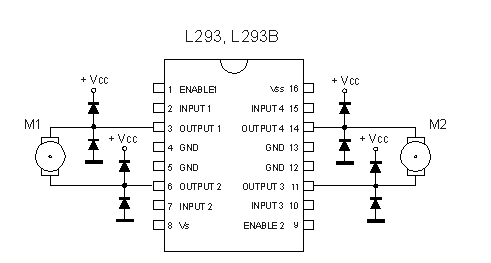 L293, L293B
+ Vcc
+ Vcc
1 ENABLE1
Vss 16
2 INPUT 1
INPUT 4 15
M1
3 OUTPUT 1
OUTPUT 4 14
M2
+ Vcc
+ Vcc
4 GND
GND 13
5 GND
GND 12
6 OUTPUT 2
OUTPUT 3 11
7 INPUT 2
INPUT 3 10
8 Vs
ENABLE 2 9